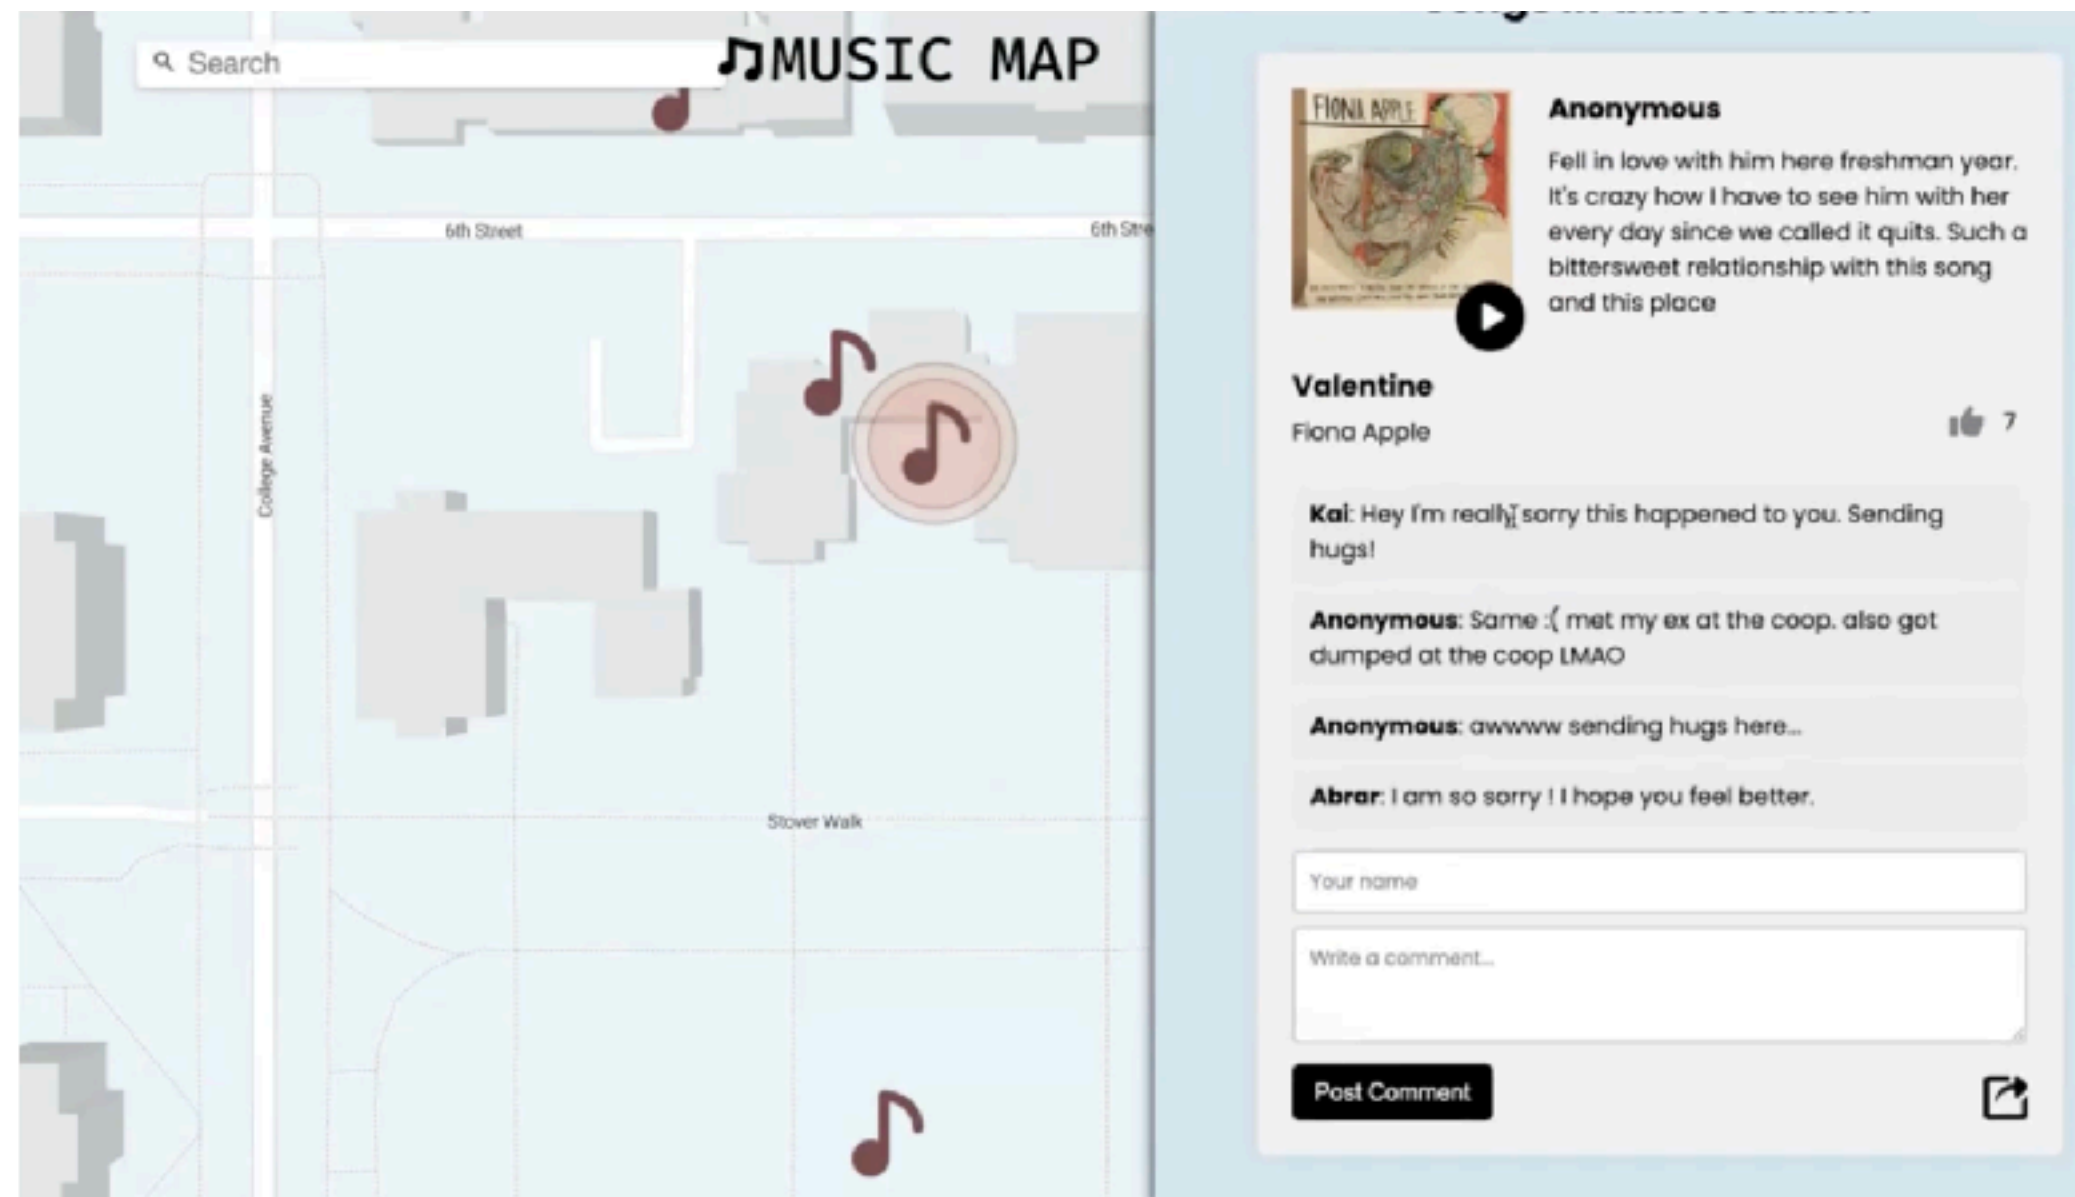 Search
♫MUSIC MAP
6th Street
6th Stre
College Avenue
Stover Walk
FIONA APPLE
Anonymous
Fell in love with him here freshman year.
It's crazy how I have to see him with her
every day since we called it quits. Such a
bittersweet relationship with this song
and this place
Valentine
Fiona Apple
7
Kai: Hey I'm really sorry this happened to you. Sending
hugs!
Anonymous: Same :( met my ex at the coop. also got
dumped at the coop LMAO
Anonymous: awwww sending hugs here...
Abrar: I am so sorry ! I hope you feel better.
Your name
Write a comment...
Post Comment